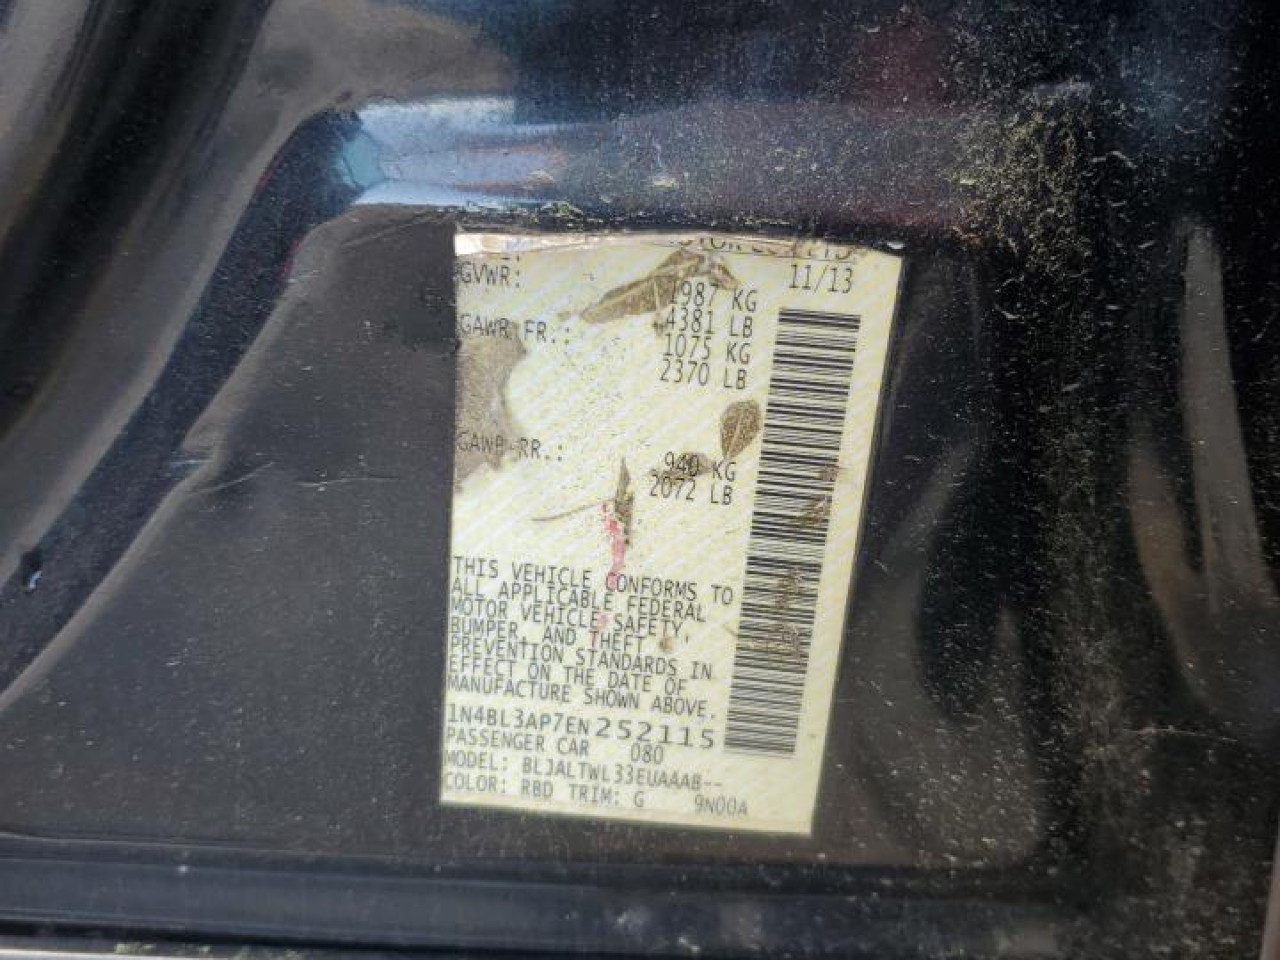 11/13
GVWR: 1987 KG
4381 LB
GAWR FR.: 1075 KG
2370 LB
GAWR RR.: 940 KG
2072 LB
THIS VEHICLE CONFORMS TO
ALL APPLICABLE FEDERAL
MOTOR VEHICLE SAFETY,
BUMPER, AND THEFT
PREVENTION STANDARDS IN
EFFECT ON THE DATE OF
MANUFACTURE SHOWN ABOVE.
1N4BL3AP7EN252115
PASSENGER CAR 080
MODEL: BLJALTWL33EUAAAB--
COLOR: RBD TRIM: G 9N00A